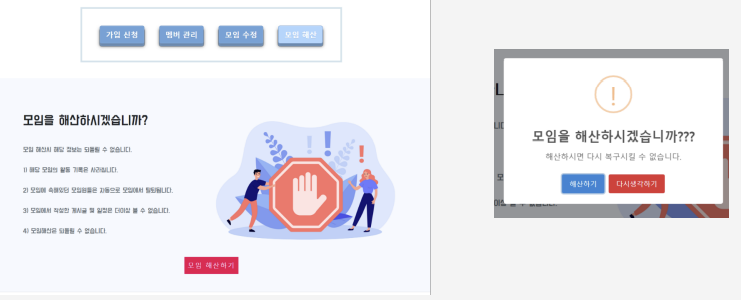 가입 신청
멤버 관리
모임 수정
모임 해산
모임을 해산하시겠습니까?
모임 해산시 해당 정보는 되돌릴 수 없습니다.
1) 해당 모임의 활동 기록은 사라집니다.
2) 모임에 속해있던 모임원들은 자동으로 모임에서 탈퇴됩니다.
3) 모임에서 작성한 게시글 및 일정은 더이상 볼 수 없습니다.
4) 모임해산은 되돌릴 수 없습니다.
모임 해산하기
모임을 해산하시겠습니까???
해산하시면 다시 복구시킬 수 없습니다.
해산하기
다시생각하기